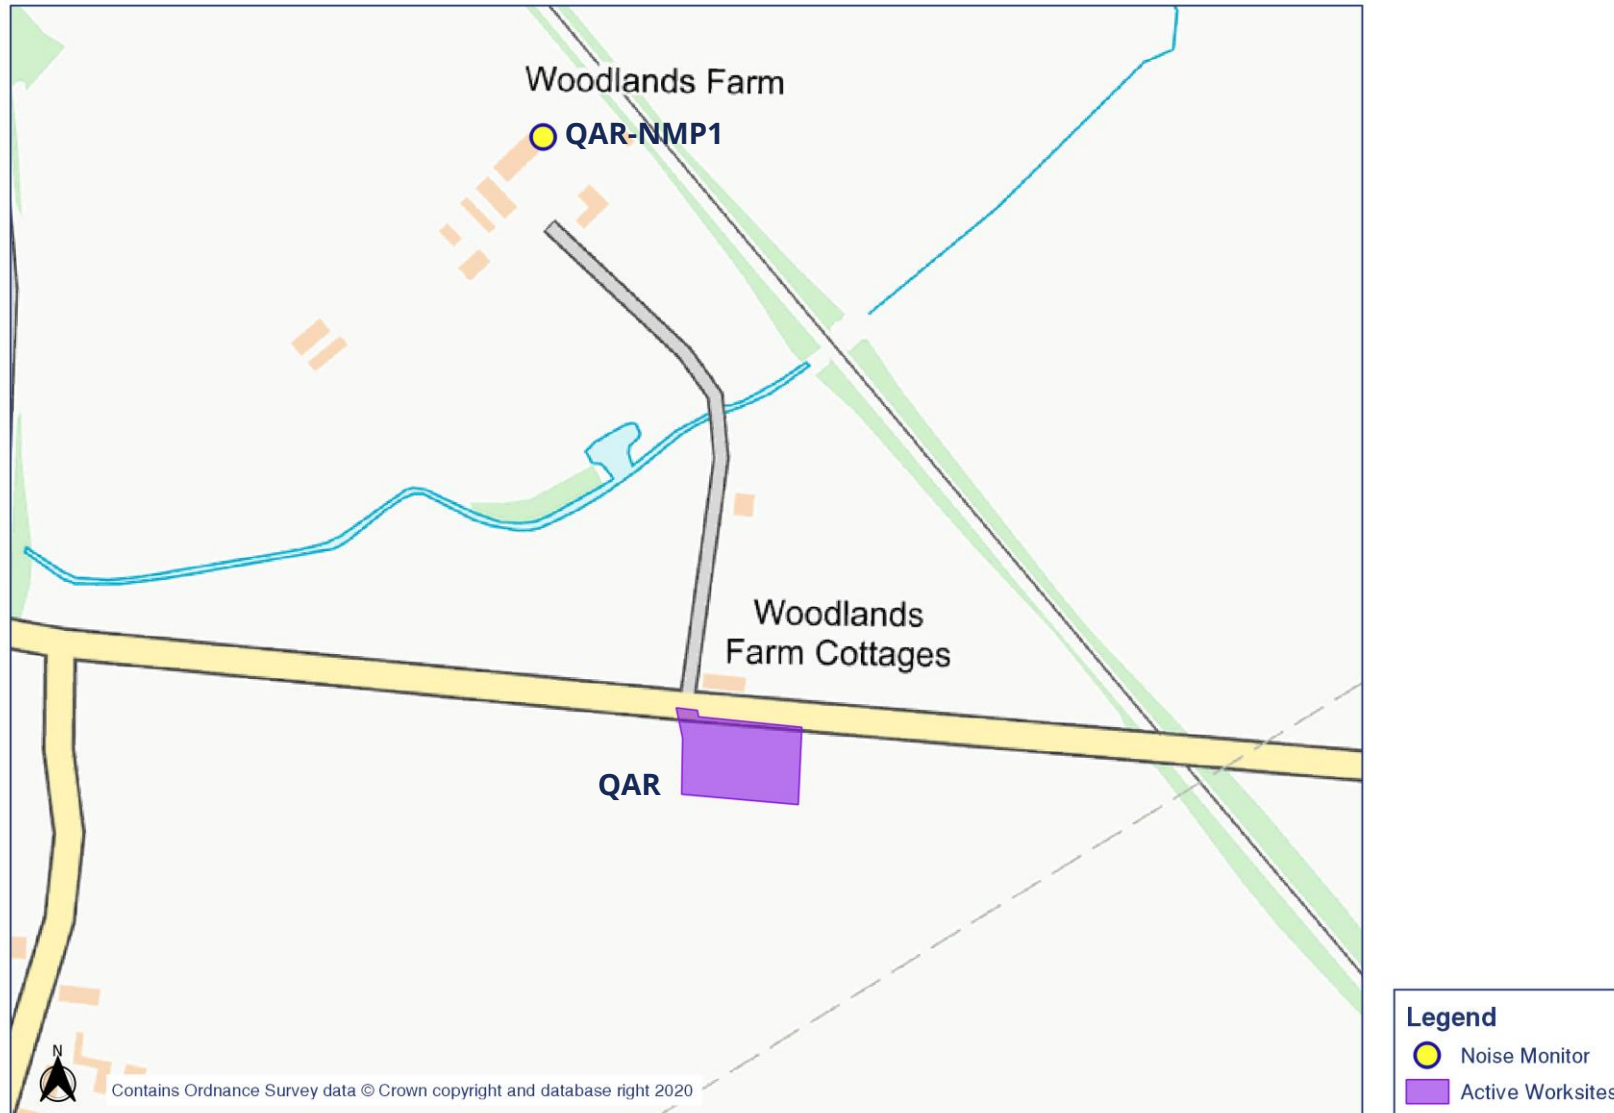 Woodlands Farm
QAR-NMP1
Woodlands
Farm Cottages
QAR
N
Contains Ordnance Survey data © Crown copyright and database right 2020
Legend
Noise Monitor
Active Worksites